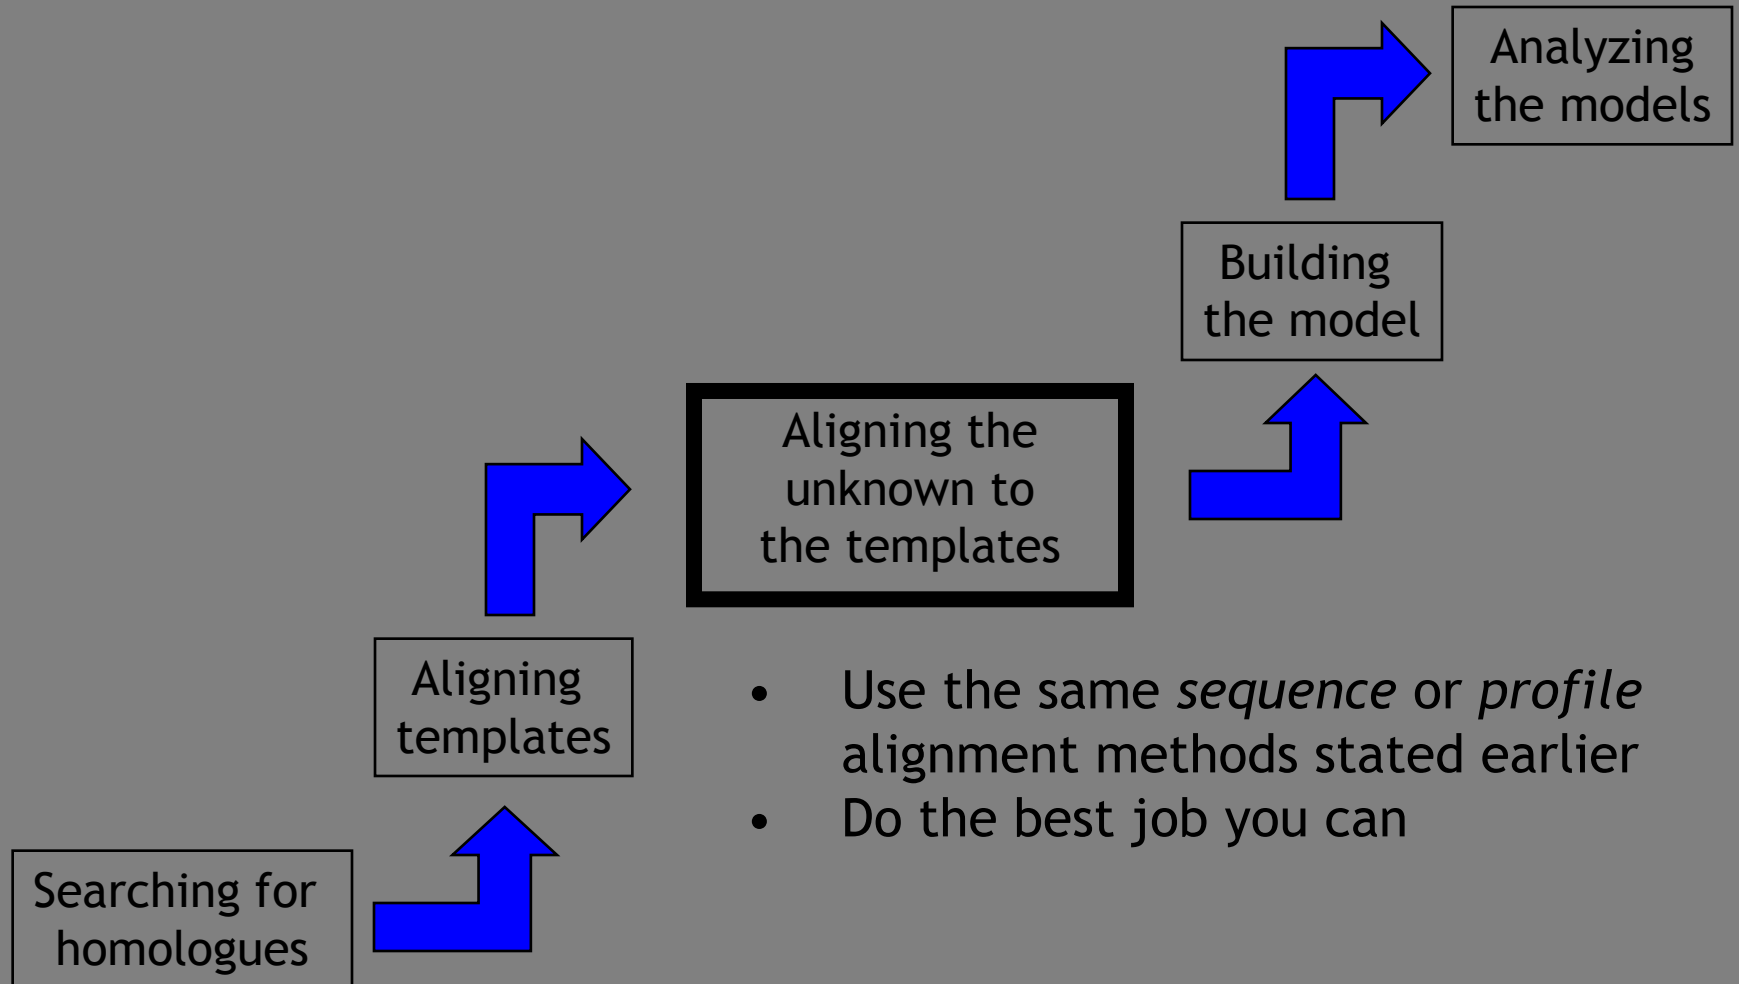 Analyzing
the models
Building
the model
Aligning the
unknown to
the templates
Aligning
templates
• Use the same sequence or profile
alignment methods stated earlier
• Do the best job you can
Searching for
homologues